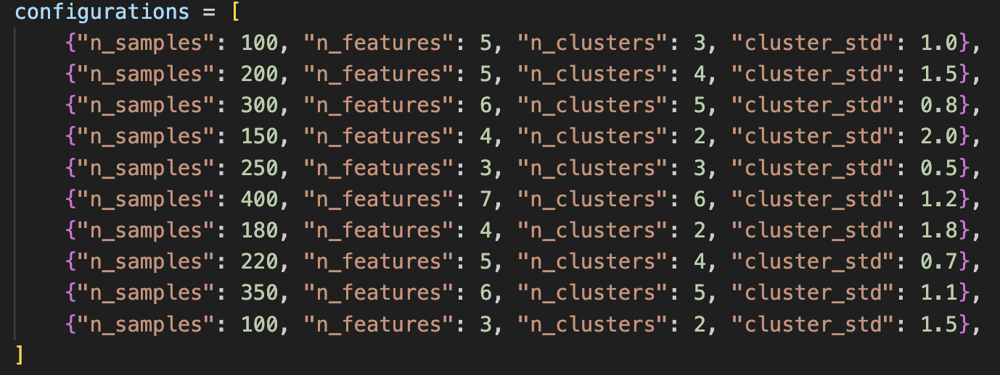 configurations = [
    {"n_samples": 100, "n_features": 5, "n_clusters": 3, "cluster_std": 1.0},
    {"n_samples": 200, "n_features": 5, "n_clusters": 4, "cluster_std": 1.5},
    {"n_samples": 300, "n_features": 6, "n_clusters": 5, "cluster_std": 0.8},
    {"n_samples": 150, "n_features": 4, "n_clusters": 2, "cluster_std": 2.0},
    {"n_samples": 250, "n_features": 3, "n_clusters": 3, "cluster_std": 0.5},
    {"n_samples": 400, "n_features": 7, "n_clusters": 6, "cluster_std": 1.2},
    {"n_samples": 180, "n_features": 4, "n_clusters": 2, "cluster_std": 1.8},
    {"n_samples": 220, "n_features": 5, "n_clusters": 4, "cluster_std": 0.7},
    {"n_samples": 350, "n_features": 6, "n_clusters": 5, "cluster_std": 1.1},
    {"n_samples": 100, "n_features": 3, "n_clusters": 2, "cluster_std": 1.5},
]